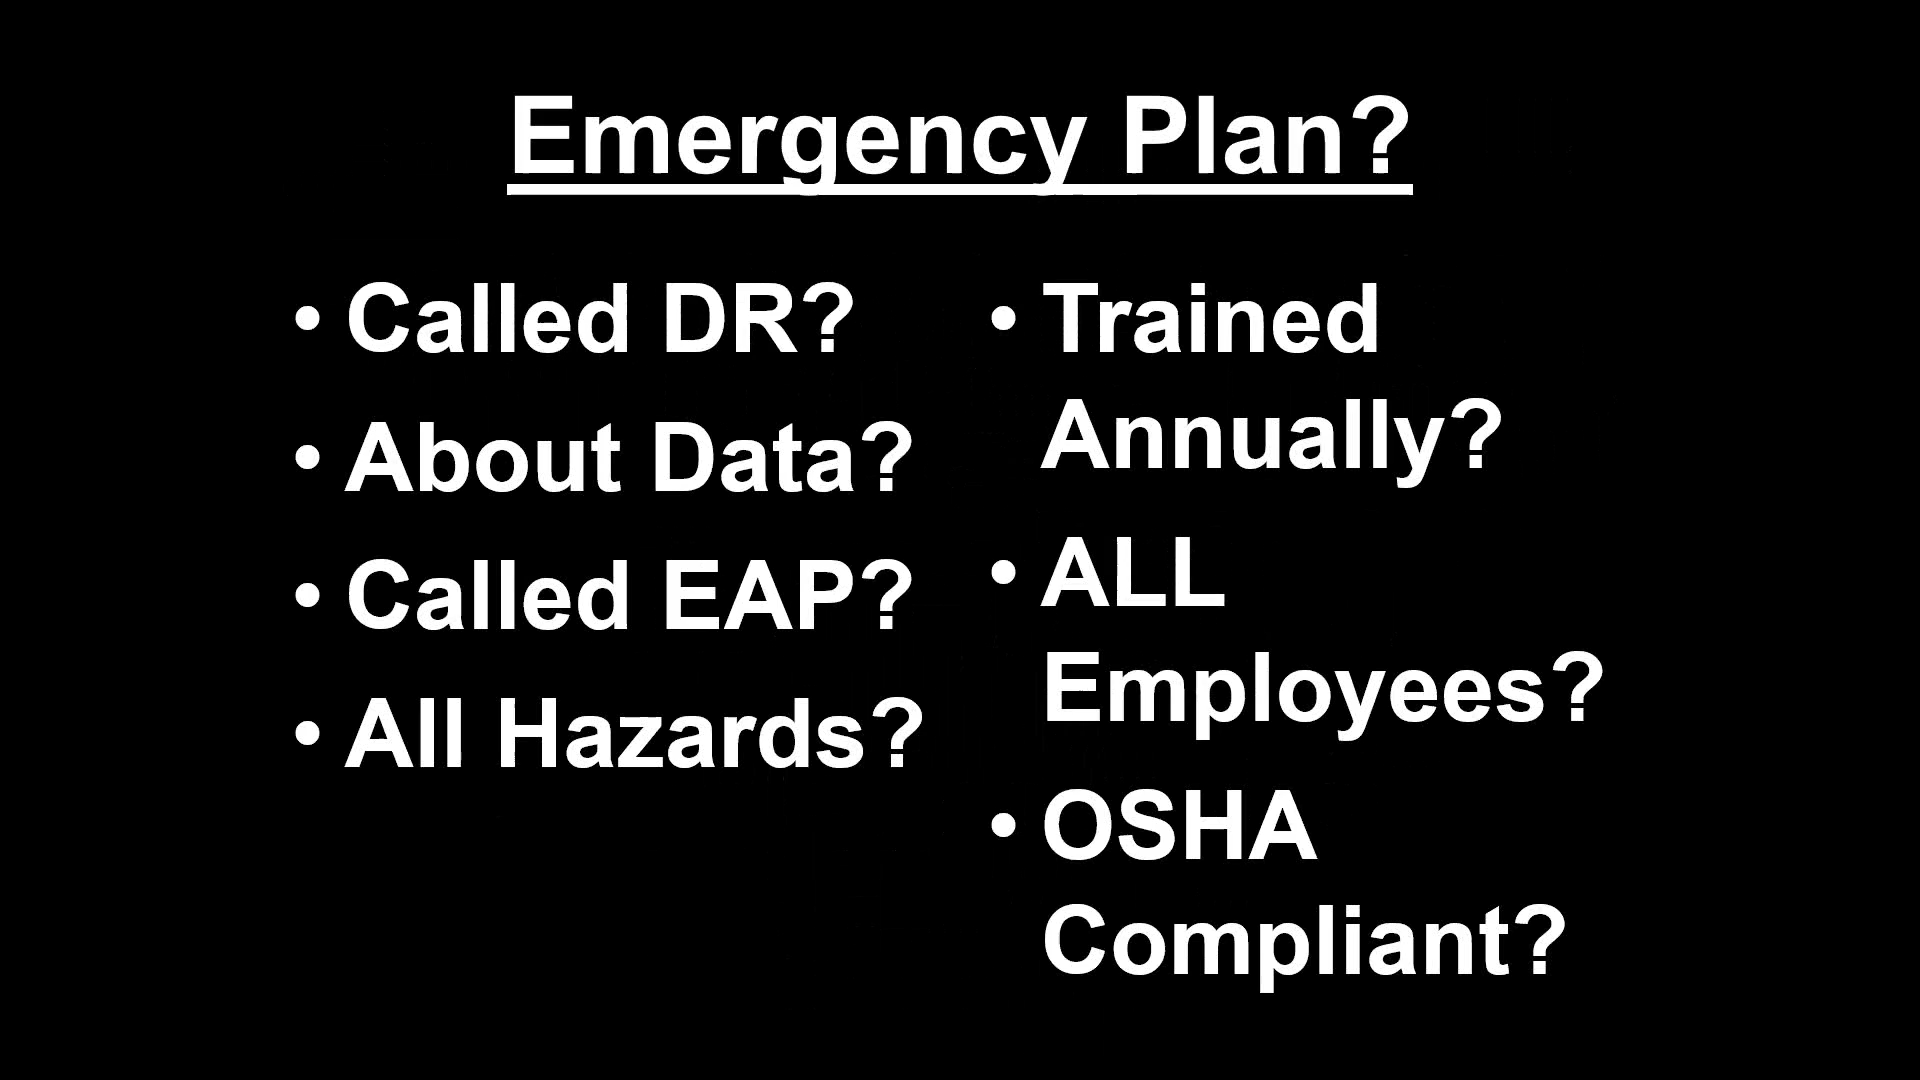 Emergency Plan?
• Called DR?
• About Data?
• Called EAP?
• All Hazards?
• Trained
Annually?
• ALL
Employees?
• OSHA
Compliant?